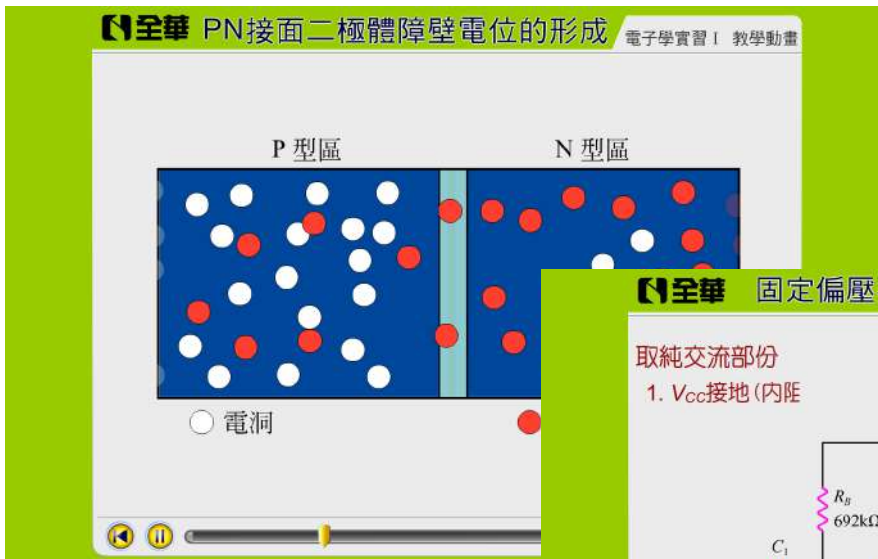 全華 PN接面二極體障壁電位的形成
電子學實習 I 教學動畫
P 型區
N 型區
電洞
全華 固定偏壓
取純交流部份
1. VCC接地(内阻
RB
692kΩ
C1